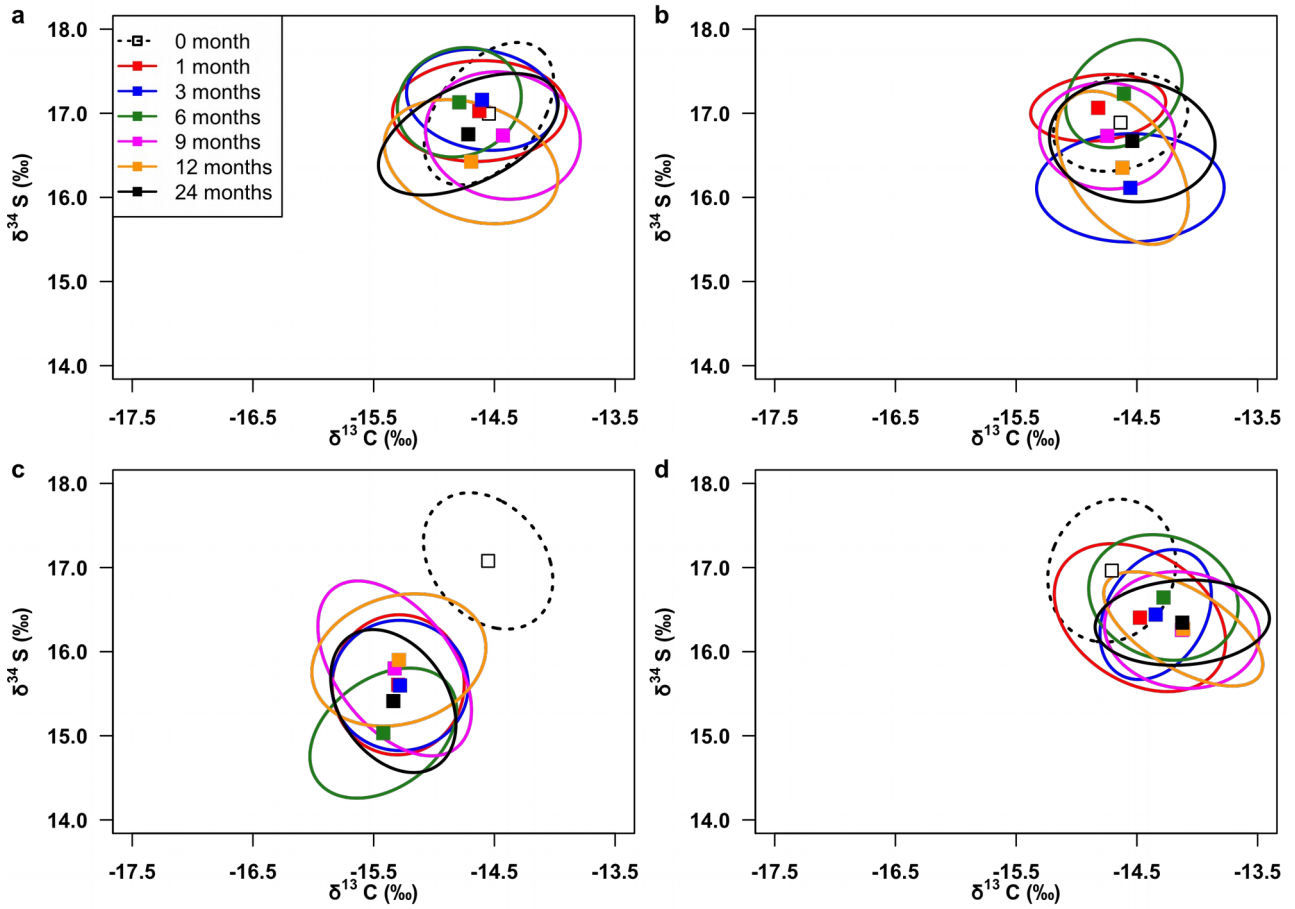 a
18.0
17.0
16.0
15.0
14.0
δ34 S (‰)
0 month
1 month
3 months
6 months
9 months
12 months
24 months
-17.5 -16.5 -15.5 -14.5 -13.5
δ13 C (‰)
b
18.0
17.0
16.0
15.0
14.0
δ34 S (‰)
-17.5 -16.5 -15.5 -14.5 -13.5
δ13 C (‰)
c
18.0
17.0
16.0
15.0
14.0
δ34 S (‰)
-17.5 -16.5 -15.5 -14.5 -13.5
δ13 C (‰)
d
18.0
17.0
16.0
15.0
14.0
δ34 S (‰)
-17.5 -16.5 -15.5 -14.5 -13.5
δ13 C (‰)